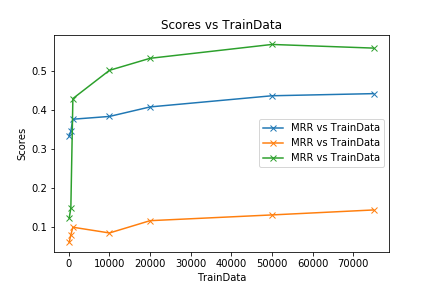 Scores vs TrainData
Scores
0.5
0.4
0.3
0.2
0.1
MRR vs TrainData
MRR vs TrainData
MRR vs TrainData
0 10000 20000 30000 40000 50000 60000 70000
TrainData